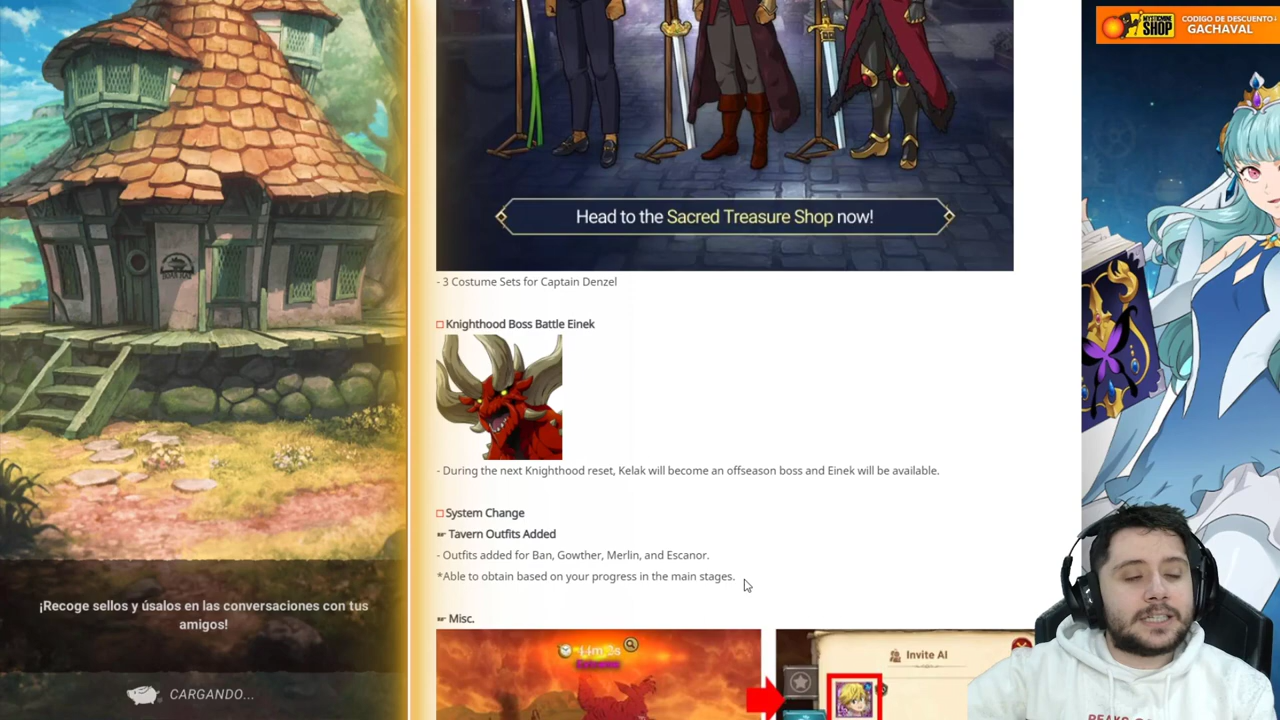 MYSTICMINE
SHOP
CODIGO DE DESCUENTO
GACHAVAL
Head to the Sacred Treasure Shop now!
- 3 Costume Sets for Captain Denzel
Knighthood Boss Battle Einek
- During the next Knighthood reset, Kelak will become an offseason boss and Einek will be available.
System Change
☛ Tavern Outfits Added
- Outfits added for Ban, Gowther, Merlin, and Escanor.
*Able to obtain based on your progress in the main stages.
☛ Misc.
Extreme
Invite AI
¡Recoge sellos y úsalos en las conversaciones con tus
amigos!
CARGANDO...